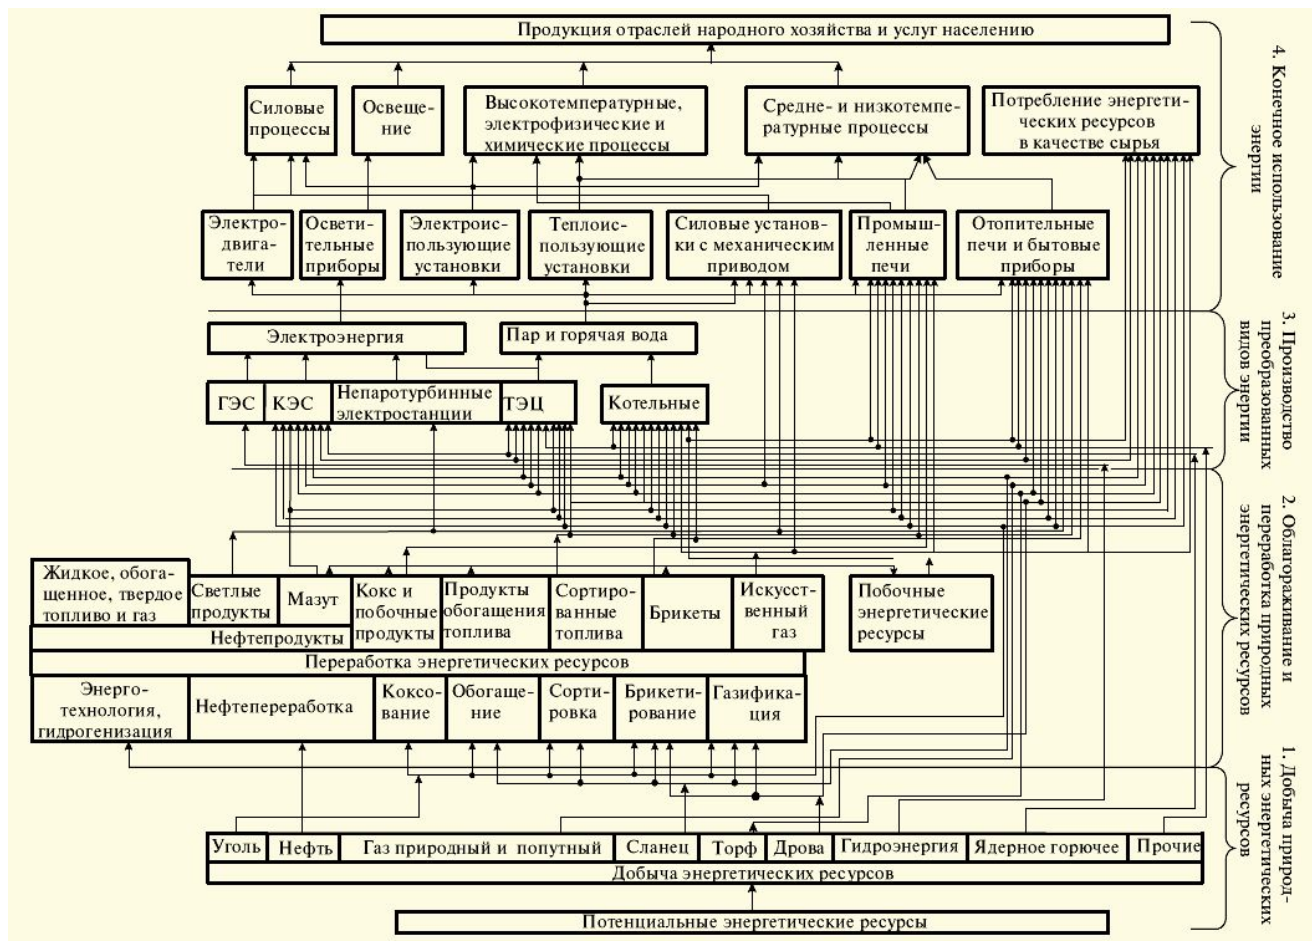 Продукция отраслей народного хозяйства и услуг населению
Силовые
процессы
Освеще-
ние
Высокотемпературные,
электрофизические и
химические процессы
Средне- и низкотемпе-
ратурные процессы
Потребление энергети-
ческих ресурсов
в качестве сырья
4. Конечное использование
энергии
Электро-
двига-
тели
Освети-
тельные
приборы
Электроис-
пользующие
установки
Теплоис-
пользующие
установки
Силовые установ-
ки с механическим
приводом
Промыш-
ленные
печи
Отопительные
печи и бытовые
приборы
Электроэнергия
Пар и горячая вода
3. Производство
преобразованных
видов энергии
ГЭС
КЭС
Непаротурбинные
электростанции
ТЭЦ
Котельные
Жидкое, обога-
щенное, твердое
топливо и газ
Светлые
продукты
Мазут
Кокс и
побочные
продукты
Продукты
обогащения
топлива
Сортиро-
ванные
топлива
Брикеты
Искусст-
венный
газ
Побочные
энергетические
ресурсы
Нефтепродукты
Переработка энергетических ресурсов
2. Облагораживание и
переработка природных
энергетических ресурсов
Энерго-
технология,
гидрогенизация
Нефтепереработка
Коксо-
вание
Обогаще-
ние
Сорти-
ровка
Брикети-
рование
Газифика-
ция
Уголь
Нефть
Газ природный и попутный
Сланец
Торф
Дрова
Гидроэнергия
Ядерное горючее
Прочие
Добыча энергетических ресурсов
1. Добыча природ-
ных энергетических
ресурсов
Потенциальные энергетические ресурсы